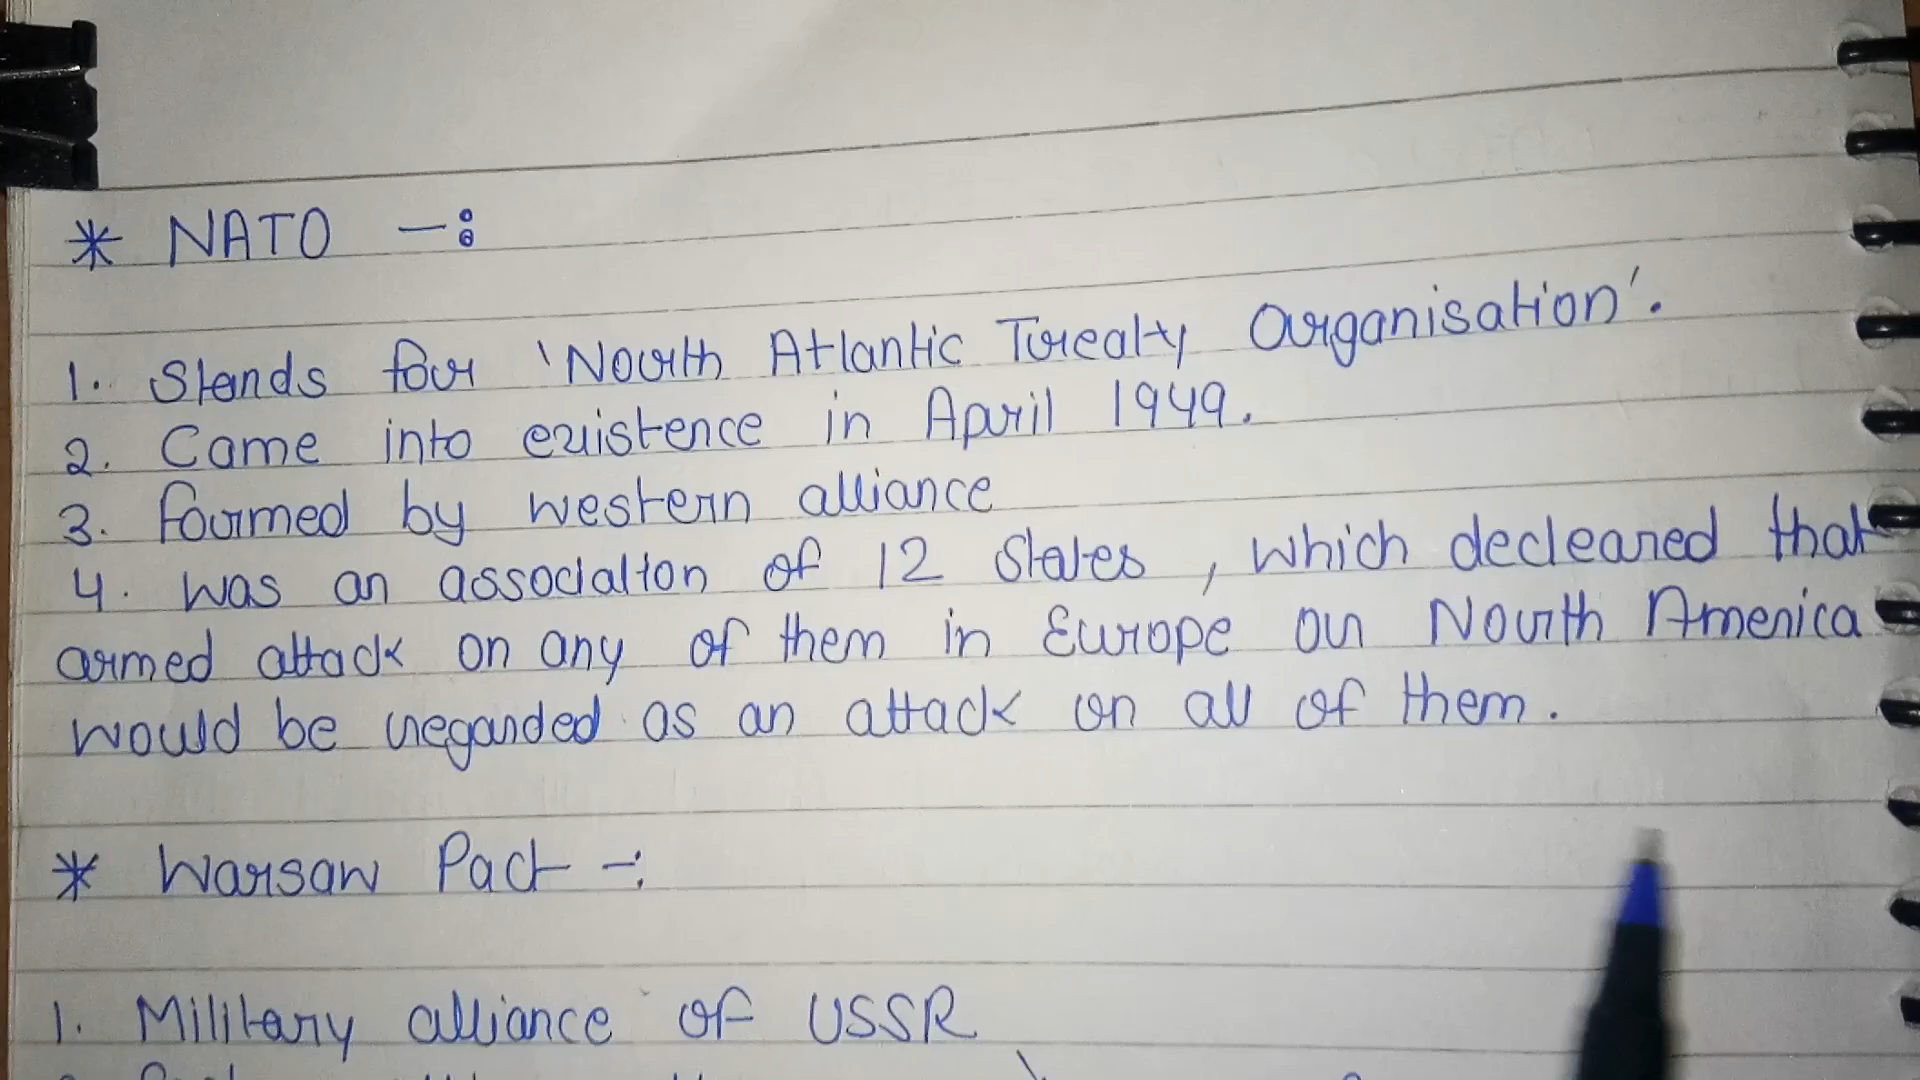 * NATO -:
1. Stands for 'North Atlantic Treaty Organisation'.
2. Came into existence in April 1949.
3. formed by western alliance
4. was an association of 12 States, which decleared that
armed attack on any of them in Europe or North America
would be regarded as an attack on all of them.
* Warsaw Pact -:
1. Military alliance of USSR